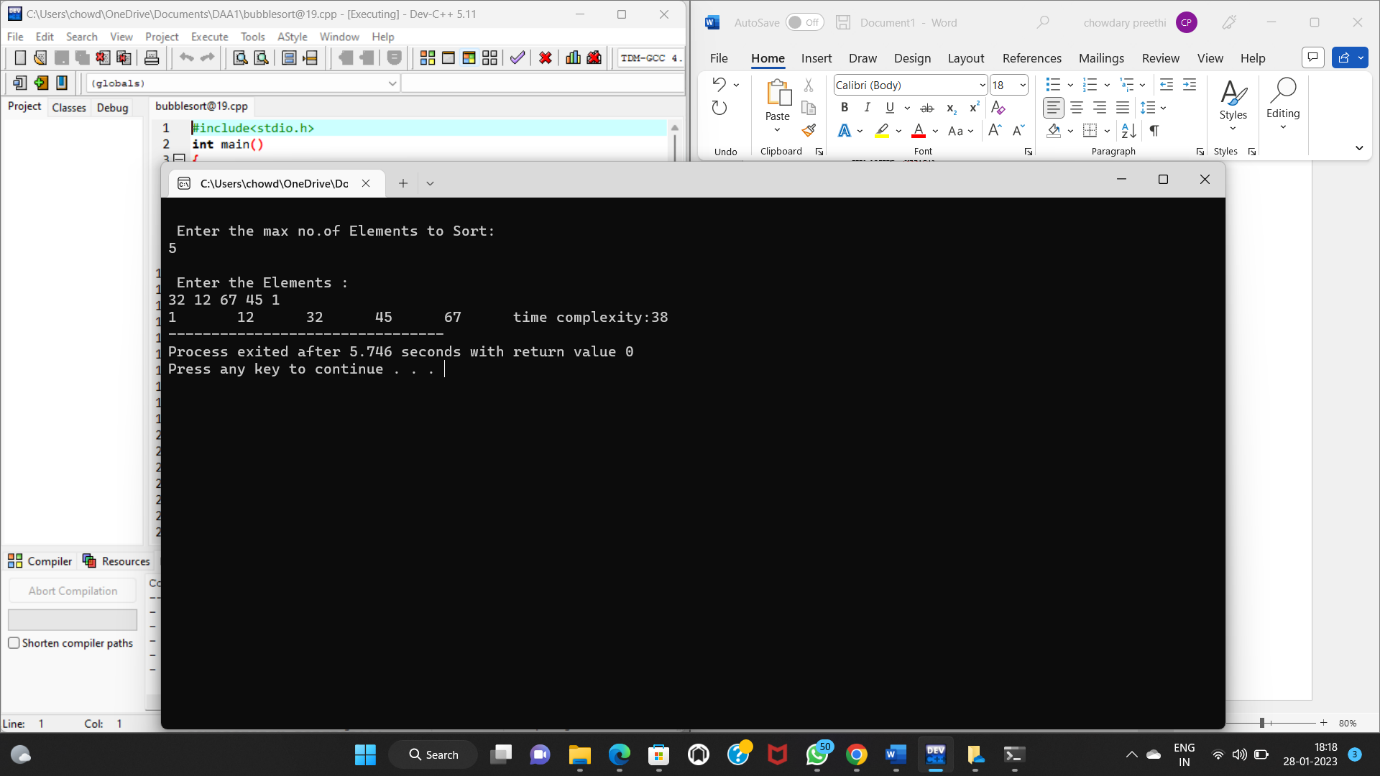 C:\Users\chowd\OneDrive\Documents\DAA1\bubblesort@19.cpp - [Executing] - Dev-C++ 5.11
File Edit Search View Project Execute Tools AStyle Window Help
TDM-GCC 4.
(globals)
Project Classes Debug
bubblesort@19.cpp
1 #include<stdio.h>
2 int main()
3 {
AutoSave Off Document1 - Word chowdary preethi CP
File Home Insert Draw Design Layout References Mailings Review View Help
Calibri (Body) 18
Paste
Styles
Editing
Undo Clipboard Font Paragraph Styles
C:\Users\chowd\OneDrive\Do
Enter the max no.of Elements to Sort:
5
Enter the Elements :
32 12 67 45 1
1 12 32 45 67 time complexity:38
--------------------------------
Process exited after 5.746 seconds with return value 0
Press any key to continue . . .
Compiler Resources
Abort Compilation
Shorten compiler paths
Line: 1 Col: 1
80%
Search
50
DEV
ENG
IN
18:18
28-01-2023
3